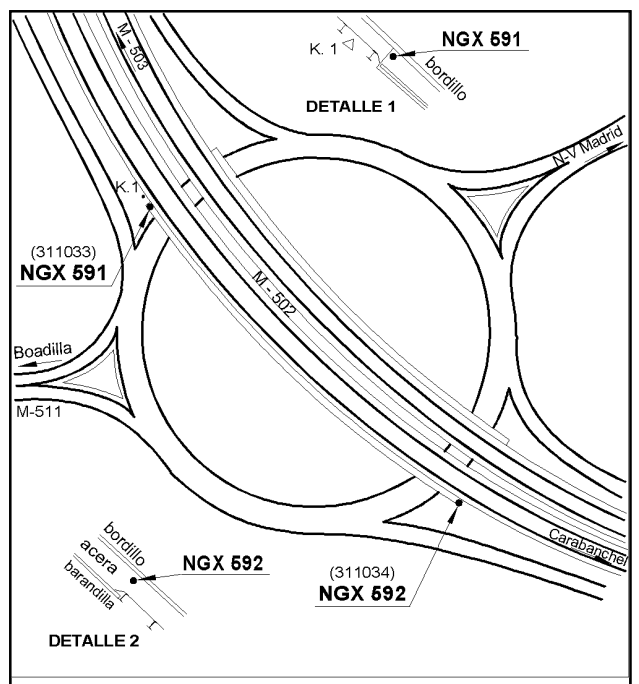 M - 503
K. 1
NGX 591
bordillo
DETALLE 1
N-V Madrid
K.1.
(311033)
NGX 591
M - 502
Boadilla
M-511
Carabanchel
bordillo
acera
barandilla
NGX 592
(311034)
NGX 592
DETALLE 2